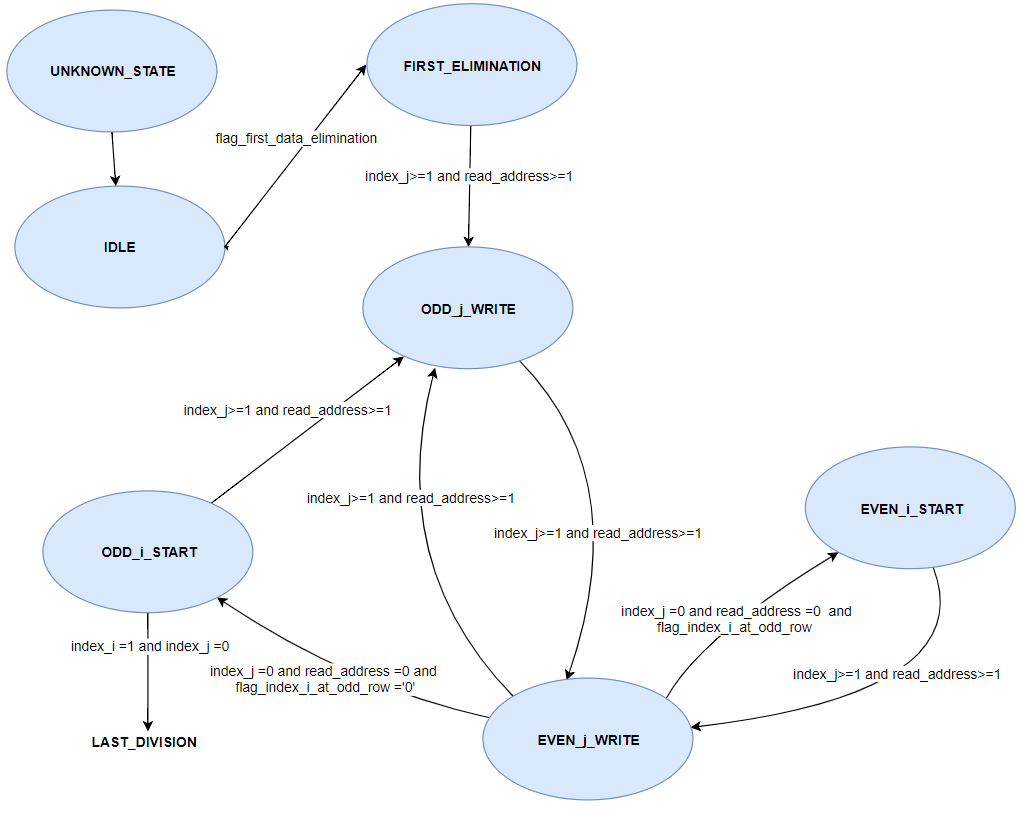 UNKNOWN_STATE
FIRST_ELIMINATION
flag_first_data_elimination
index_j>=1 and read_address>=1
IDLE
ODD_j_WRITE
index_j>=1 and read_address>=1
index_j>=1 and read_address>=1
index_j>=1 and read_address>=1
EVEN_i_START
ODD_i_START
index_j =0 and read_address =0  and
flag_index_i_at_odd_row
index_i =1 and index_j =0
index_j =0 and read_address =0 and
flag_index_i_at_odd_row ='0'
index_j>=1 and read_address>=1
LAST_DIVISION
EVEN_j_WRITE